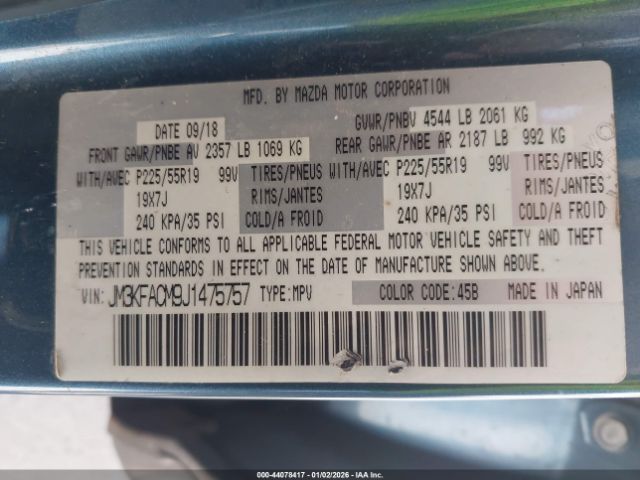 MFD. BY MAZDA MOTOR CORPORATION
DATE 09/18
GVWR/PNBV 4544 LB 2061 KG
FRONT GAWR/PNBE AV 2357 LB 1069 KG
REAR GAWR/PNBE AR 2187 LB 992 KG
WITH/AVEC P225/55R19 99V TIRES/PNEUS WITH/AVEC P225/55R19 99V TIRES/PNEUS
19X7J RIMS/JANTES 19X7J RIMS/JANTES
240 KPA/35 PSI COLD/A FROID 240 KPA/35 PSI COLD/A FROID
THIS VEHICLE CONFORMS TO ALL APPLICABLE FEDERAL MOTOR VEHICLE SAFETY AND THEFT
PREVENTION STANDARDS IN EFFECT ON THE DATE OF MANUFACTURE SHOWN ABOVE.
VIN: JM3KFACM9J1475757 TYPE:MPV COLOR CODE:45B MADE IN JAPAN
000-44078417 - 01/02/2026 - IAAI.com